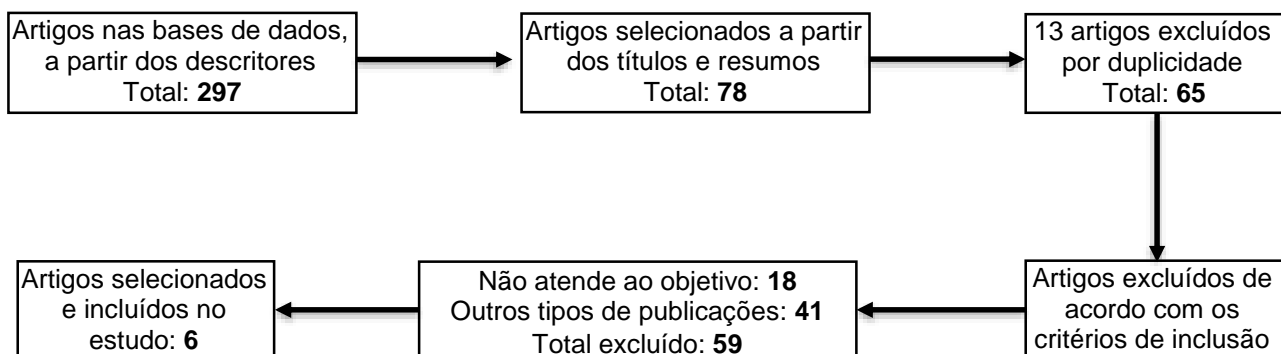 Artigos nas bases de dados,
a partir dos descritores
Total: 297
Artigos selecionados a partir
dos títulos e resumos
Total: 78
13 artigos excluídos
por duplicidade
Total: 65
Artigos excluídos de
acordo com os
critérios de inclusão
Não atende ao objetivo: 18
Outros tipos de publicações: 41
Total excluído: 59
Artigos selecionados
e incluídos no
estudo: 6